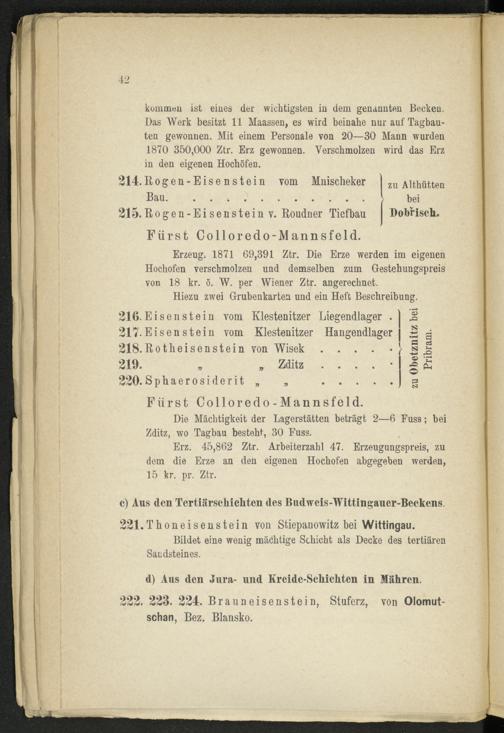 42
kommen ist eines der wichtigsten in dem genannten Becken.
Das Werk besitzt 11 Maassen, es wird beinahe nur auf Tagbau-
ten gewonnen. Mit einem Personale von 20—30 Mann wurden
1870 350,000 Ztr. Erz gewonnen. Verschmolzen wird das Erz
in den eigenen Hochöfen.
214. Rogen-Eisenstein vom Mnischeker
Bau. . . . . . . . . . . .
215. Rogen-Eisenstein v. Roudner Tiefbau
zu Althütten
bei
Dobřisch.
Fürst Colloredo-Mannsfeld.
Erzeug. 1871 69,391 Ztr. Die Erze werden im eigenen
Hochofen verschmolzen und demselben zum Gestehungspreis
von 18 kr. ö. W. per Wiener Ztr. angerechnet.
Hiezu zwei Grubenkarten und ein Heft Beschreibung.
216. Eisenstein vom Klestenitzer Liegendlager .
217. Eisenstein vom Klestenitzer Hangendlager
218. Rotheisenstein von Wisek . . . . .
219. „ „ Zditz . . . . .
220. Sphaerosiderit „ „ . . . . .
zu Obetznitz bei
Pribram.
Fürst Colloredo-Mannsfeld.
Die Mächtigkeit der Lagerstätten beträgt 2—6 Fuss; bei
Zditz, wo Tagbau besteht, 30 Fuss.
Erz. 45,862 Ztr. Arbeiterzahl 47. Erzeugungspreis, zu
dem die Erze an den eigenen Hochofen abgegeben werden,
15 kr. pr. Ztr.
c) Aus den Tertiärschichten des Budweis-Wittingauer-Beckens.
221. Thoneisenstein von Stiepanowitz bei Wittingau.
Bildet eine wenig mächtige Schicht als Decke des tertiären
Sandsteines.
d) Aus den Jura- und Kreide-Schichten in Mähren.
222. 223. 224. Brauneisenstein, Stuferz, von Olomut-
schan, Bez. Blansko.